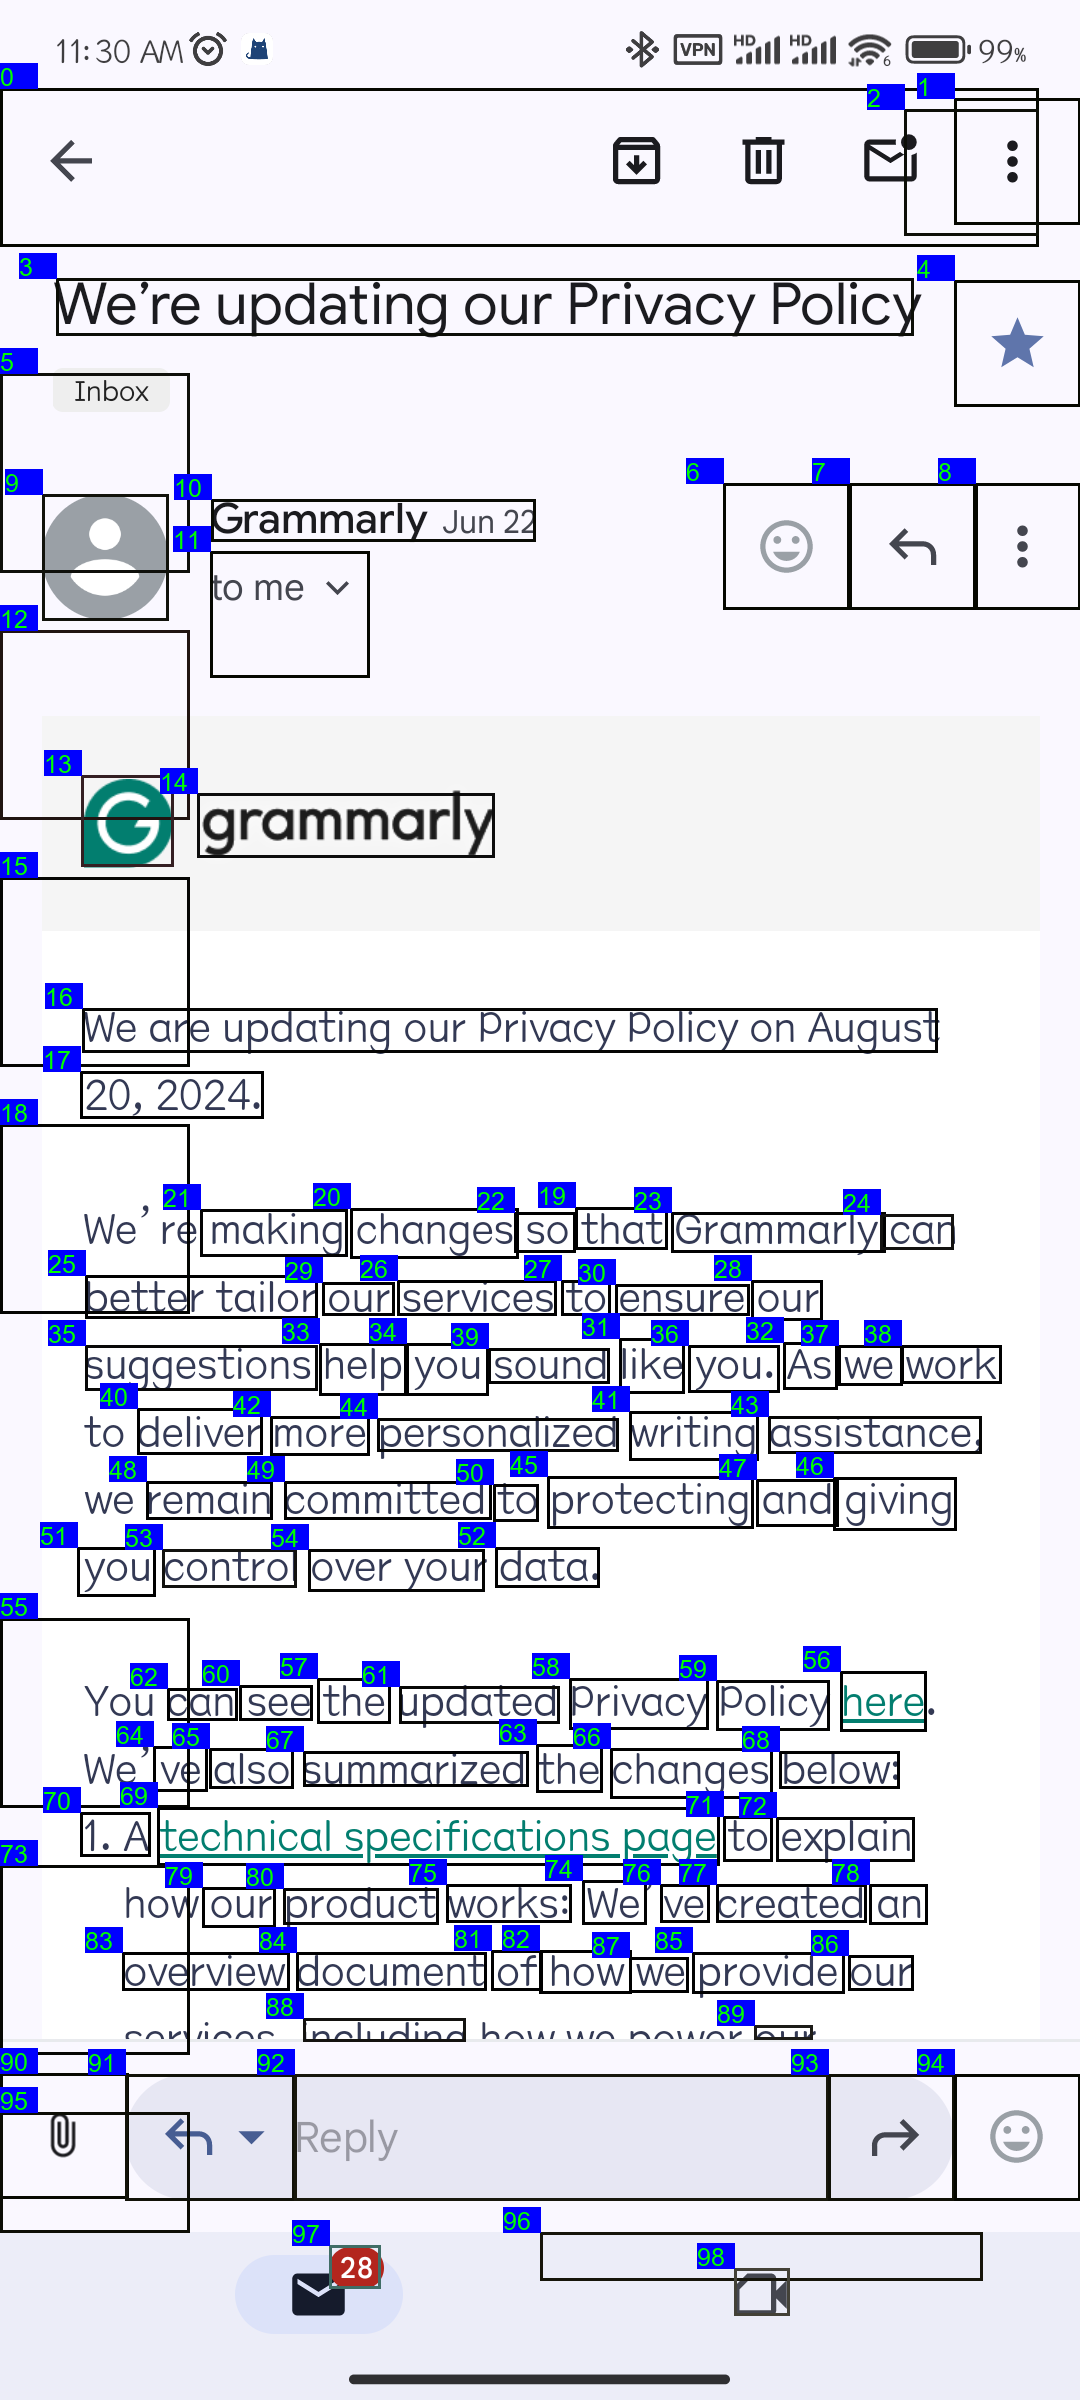 11:30 AM
HD HD VPN 6 99%
We're updating our Privacy Policy
Inbox
Grammarly Jun 22
to me
grammarly
We are updating our Privacy Policy on August
20, 2024.
We’re making changes so that Grammarly can
better tailor our services to ensure our
suggestions help you sound like you. As we work
to deliver more personalized writing assistance.
we remain committed to protecting and giving
you control over your data.
You can see the updated Privacy Policy here.
We’ve also summarized the changes below:
1. A technical specifications page to explain
how our product works: We’ve created an
overview document of how we provide our
services, including how we power our
Reply
28